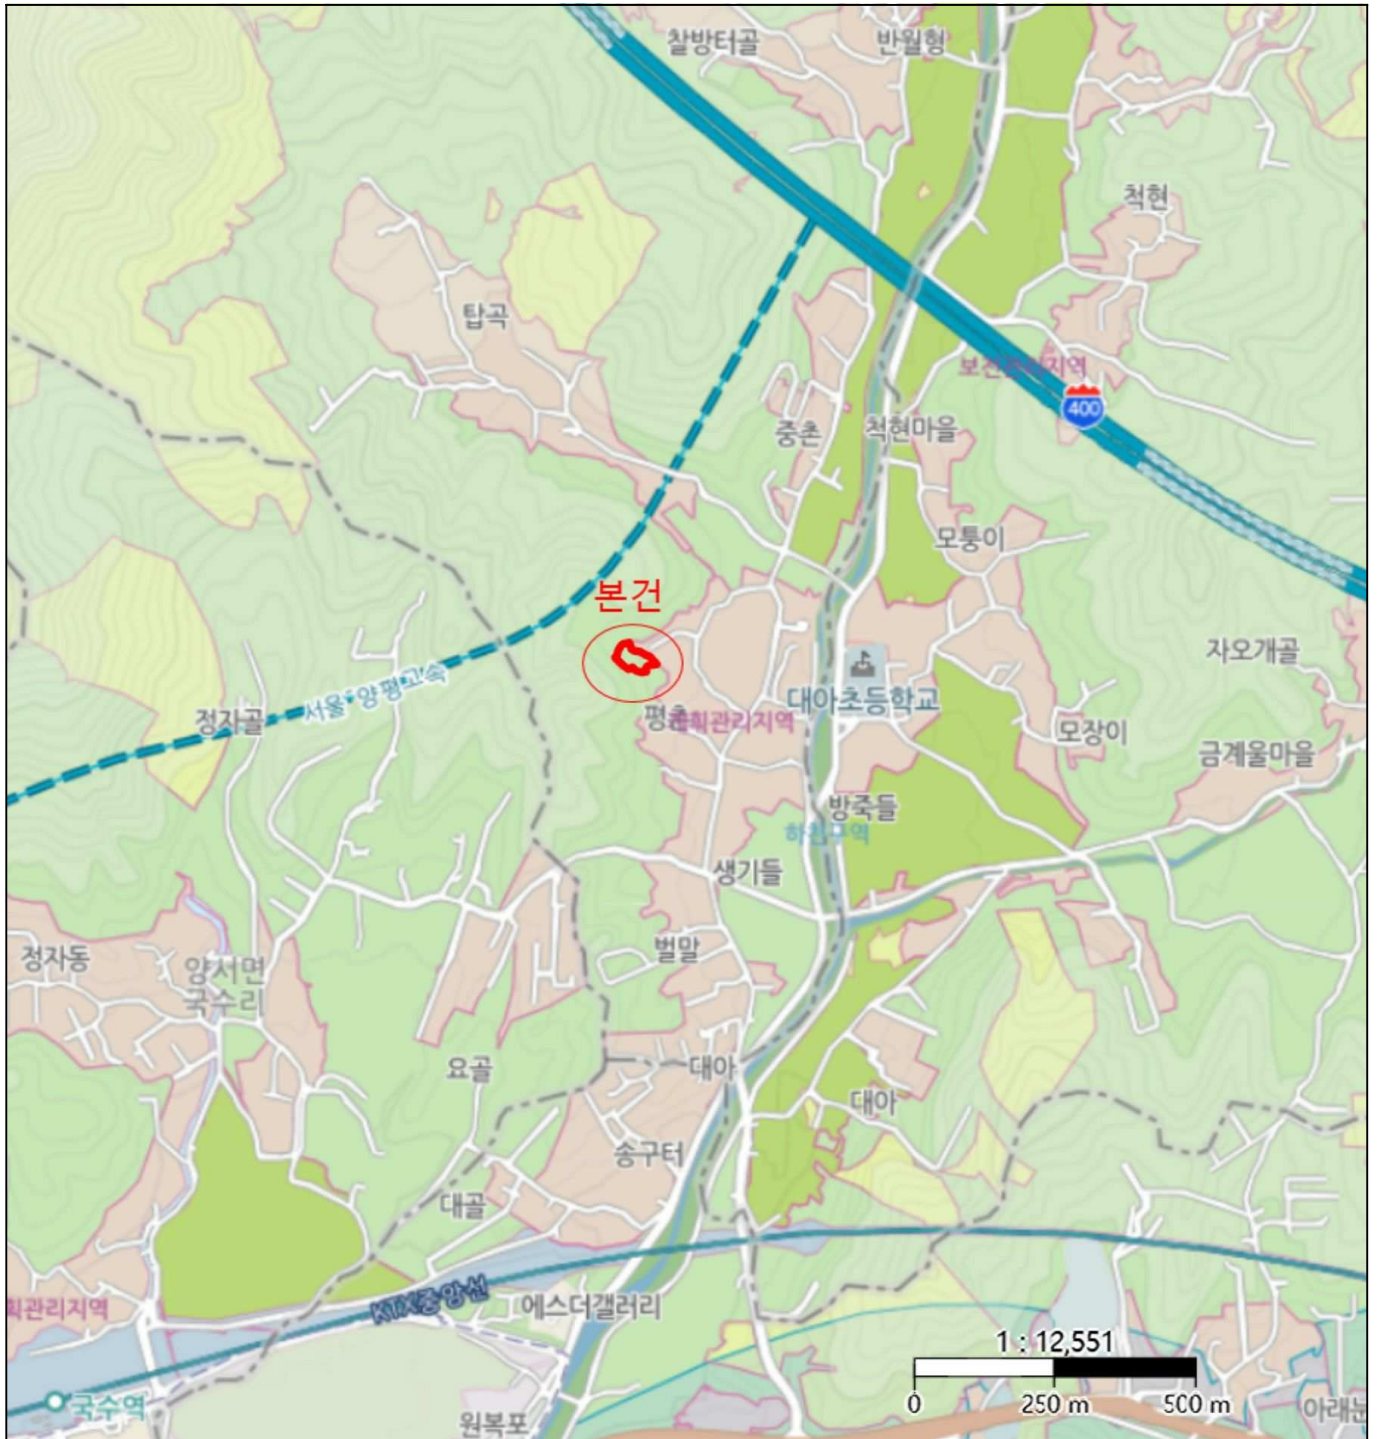 찰방터골
반월형
척현
탑곡
보전관리지역
400
중촌
척현마을
모퉁이
본건
자오개골
서울·양평고속
정자골
대아초등학교
평촌
계획관리지역
모장이
금계울마을
방죽들
하천구역
생기들
정자동
벌말
양서면
국수리
요골
대아
대아
송구터
대골
획관리지역
KTX중앙선
에스더갤러리
1 : 12,551
0
250 m
500 m
국수역
원복포